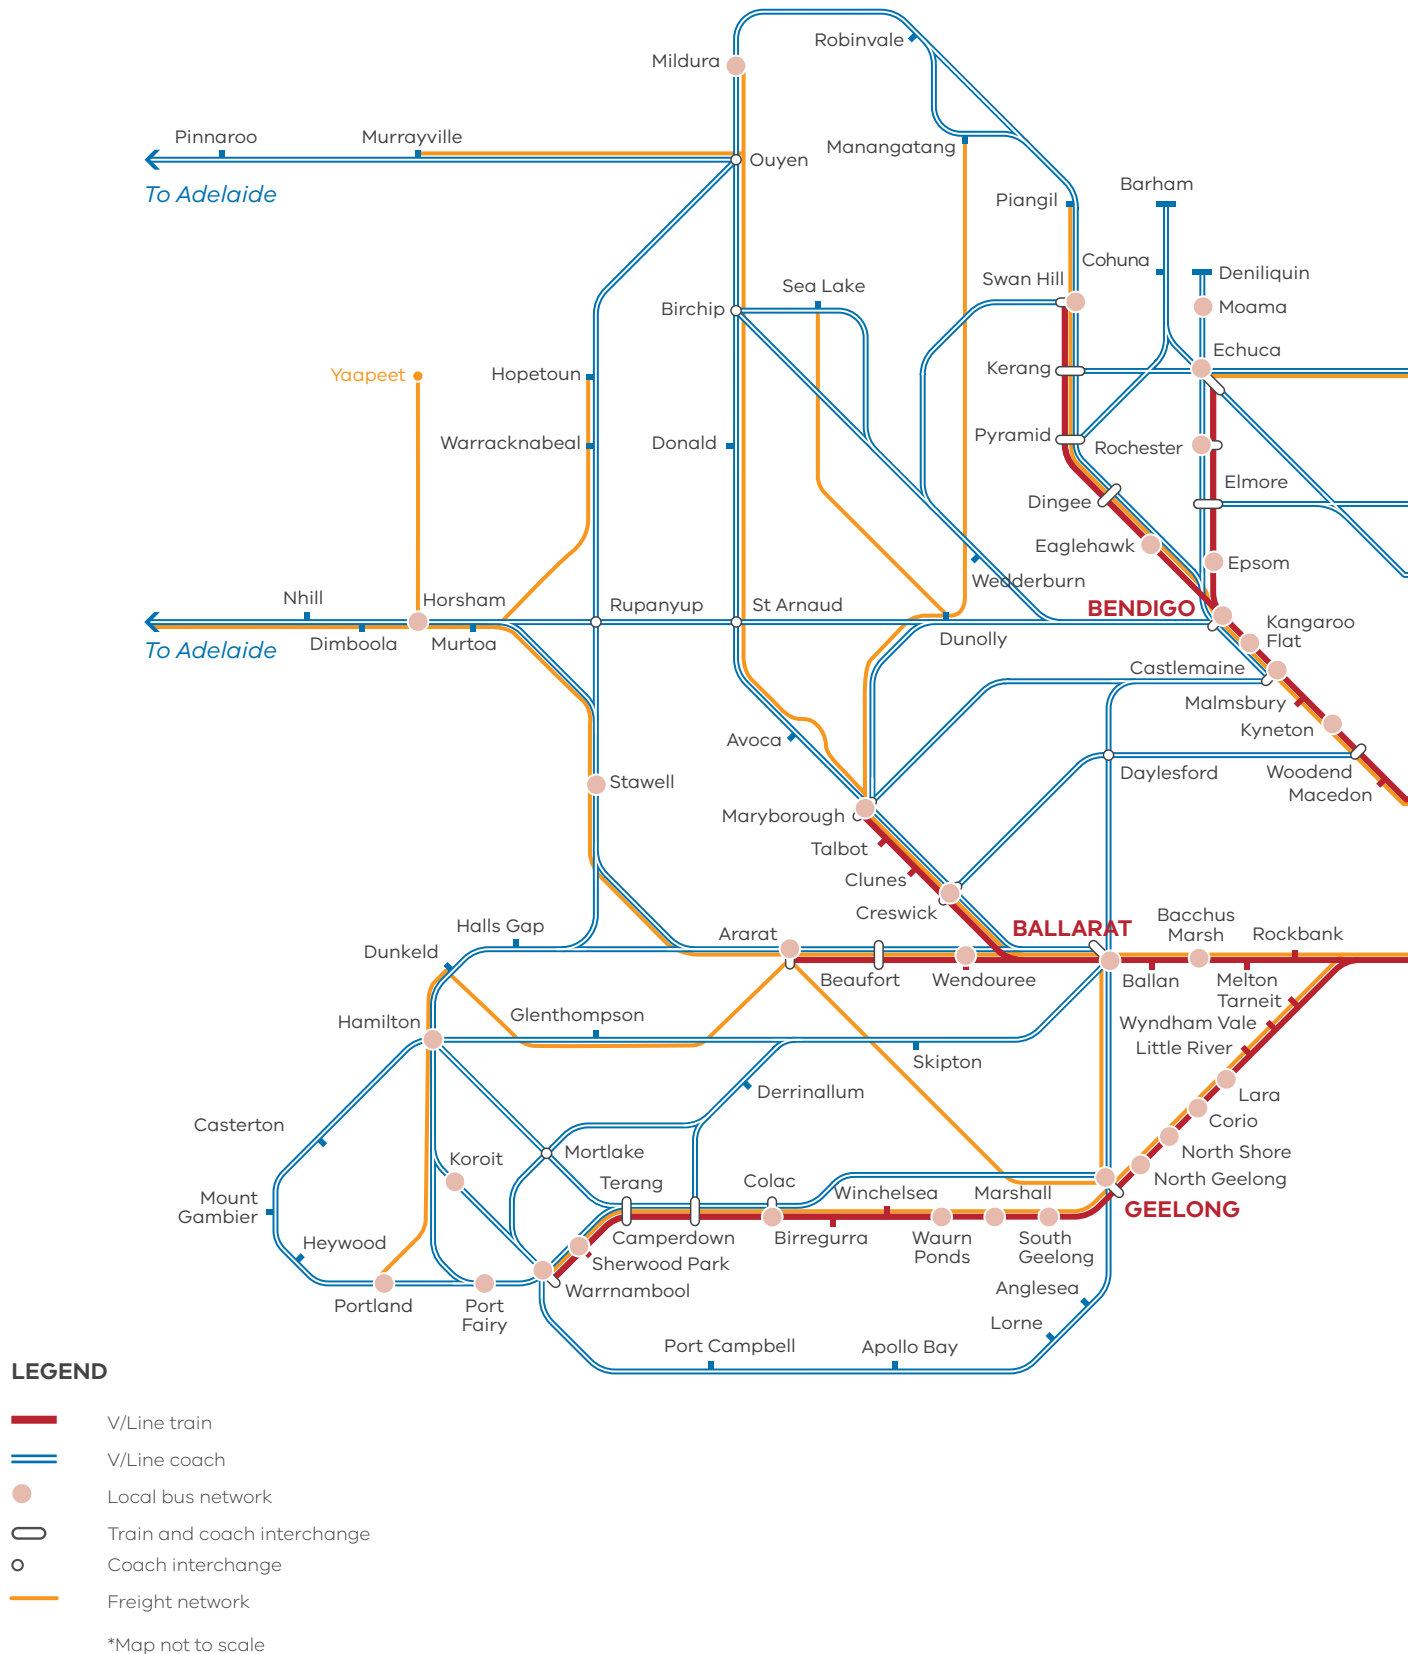 Robinvale
Mildura
Pinnaroo
Murrayville
Manangatang
Ouyen
To Adelaide
Piangil
Barham
Cohuna
Swan Hill
Deniliquin
Sea Lake
Birchip
Moama
Echuca
Yaapeet
Hopetoun
Kerang
Warracknabeal
Donald
Pyramid
Rochester
Elmore
Dingee
Eaglehawk
Epsom
Wedderburn
Nhill
Horsham
Rupanyup
St Arnaud
BENDIGO
Kangaroo
Flat
Dimboola
Murtoa
Dunolly
To Adelaide
Castlemaine
Malmsbury
Kyneton
Avoca
Stawell
Daylesford
Woodend
Macedon
Maryborough
Talbot
Clunes
Creswick
Halls Gap
Ararat
BALLARAT
Bacchus
Marsh
Rockbank
Dunkeld
Beaufort
Wendouree
Ballan
Melton
Tarneit
Hamilton
Glenthompson
Wyndham Vale
Little River
Skipton
Derrinallum
Lara
Corio
Casterton
Koroit
Mortlake
North Shore
North Geelong
Mount
Gambier
Terang
Colac
Winchelsea
Marshall
GEELONG
Heywood
Camperdown
Birregurra
Waurn
Ponds
South
Geelong
Sherwood Park
Warrnambool
Anglesea
Portland
Port
Fairy
Lorne
Port Campbell
Apollo Bay
LEGEND
V/Line train
V/Line coach
Local bus network
Train and coach interchange
Coach interchange
Freight network
*Map not to scale